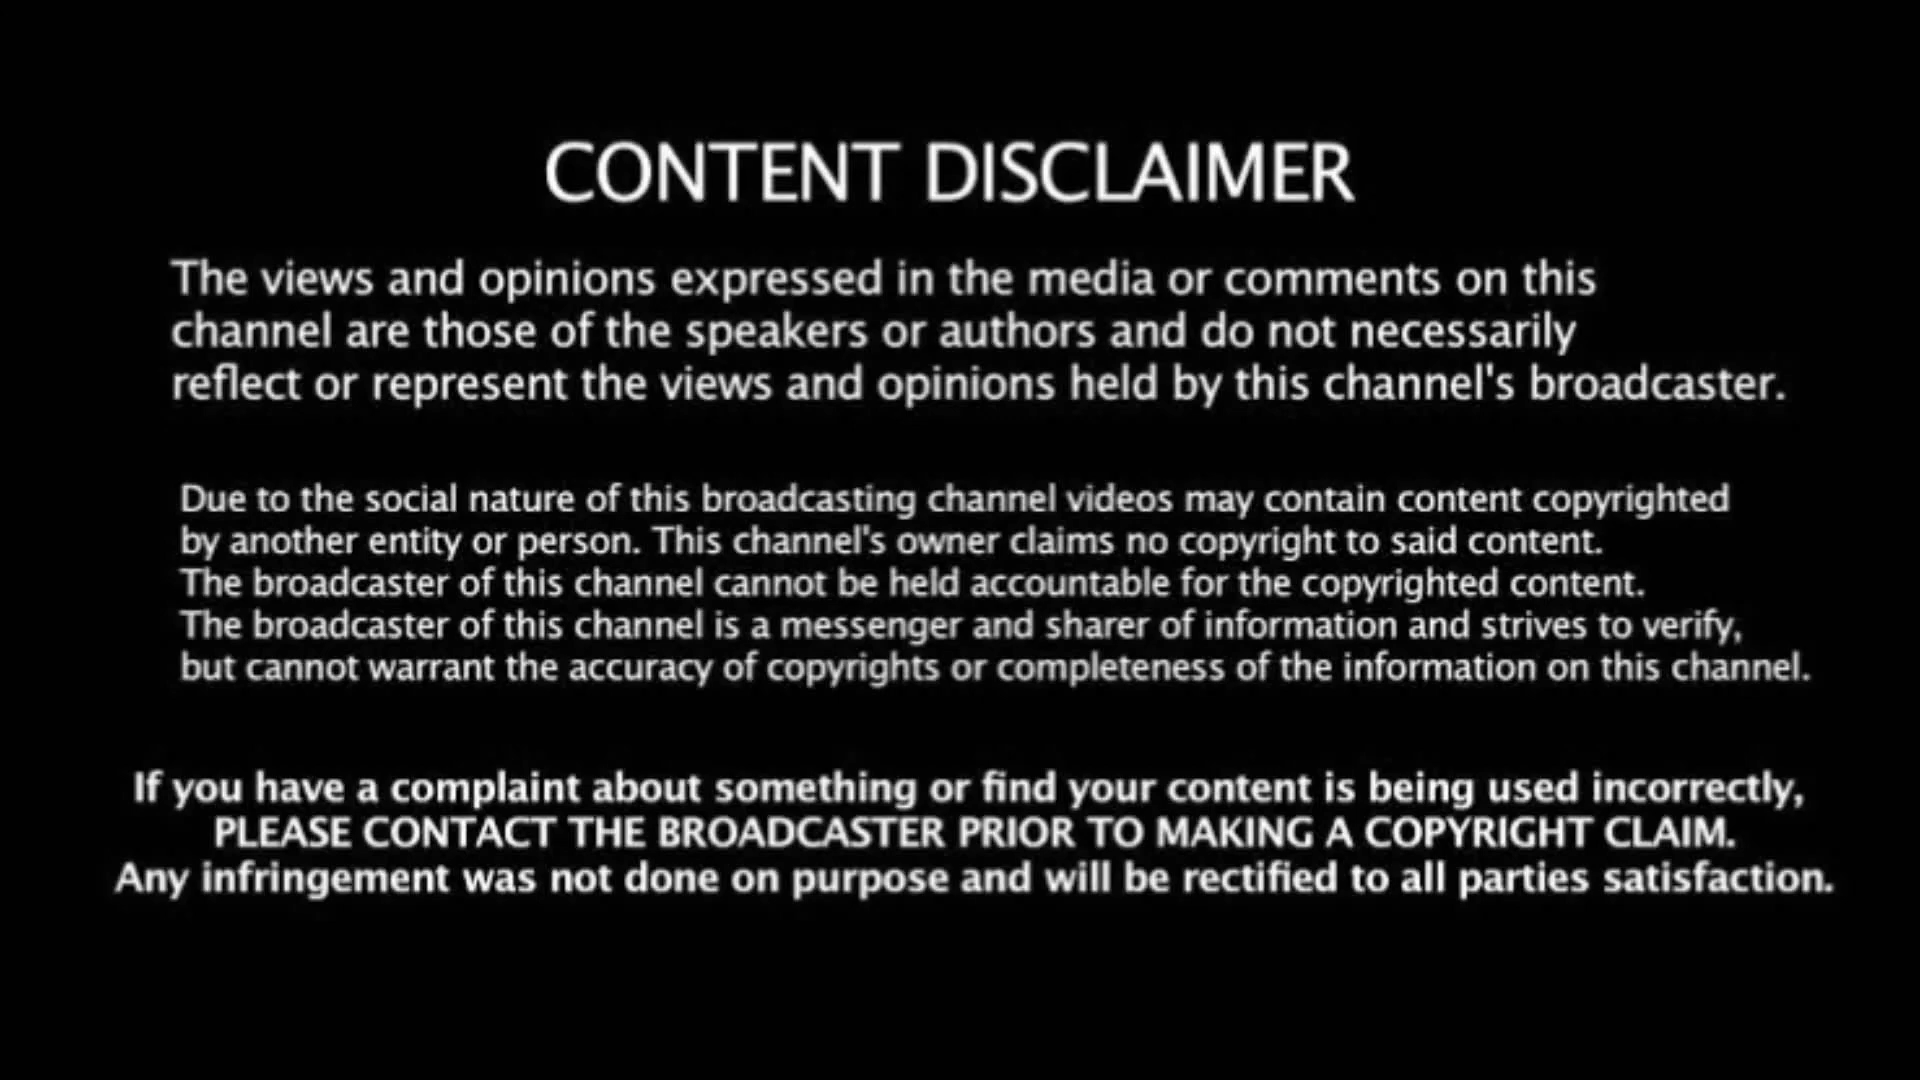 CONTENT DISCLAIMER
The views and opinions expressed in the media or comments on this
channel are those of the speakers or authors and do not necessarily
reflect or represent the views and opinions held by this channel's broadcaster.
Due to the social nature of this broadcasting channel videos may contain content copyrighted
by another entity or person. This channel's owner claims no copyright to said content.
The broadcaster of this channel cannot be held accountable for the copyrighted content.
The broadcaster of this channel is a messenger and sharer of information and strives to verify,
but cannot warrant the accuracy of copyrights or completeness of the information on this channel.
If you have a complaint about something or find your content is being used incorrectly,
PLEASE CONTACT THE BROADCASTER PRIOR TO MAKING A COPYRIGHT CLAIM.
Any infringement was not done on purpose and will be rectified to all parties satisfaction.